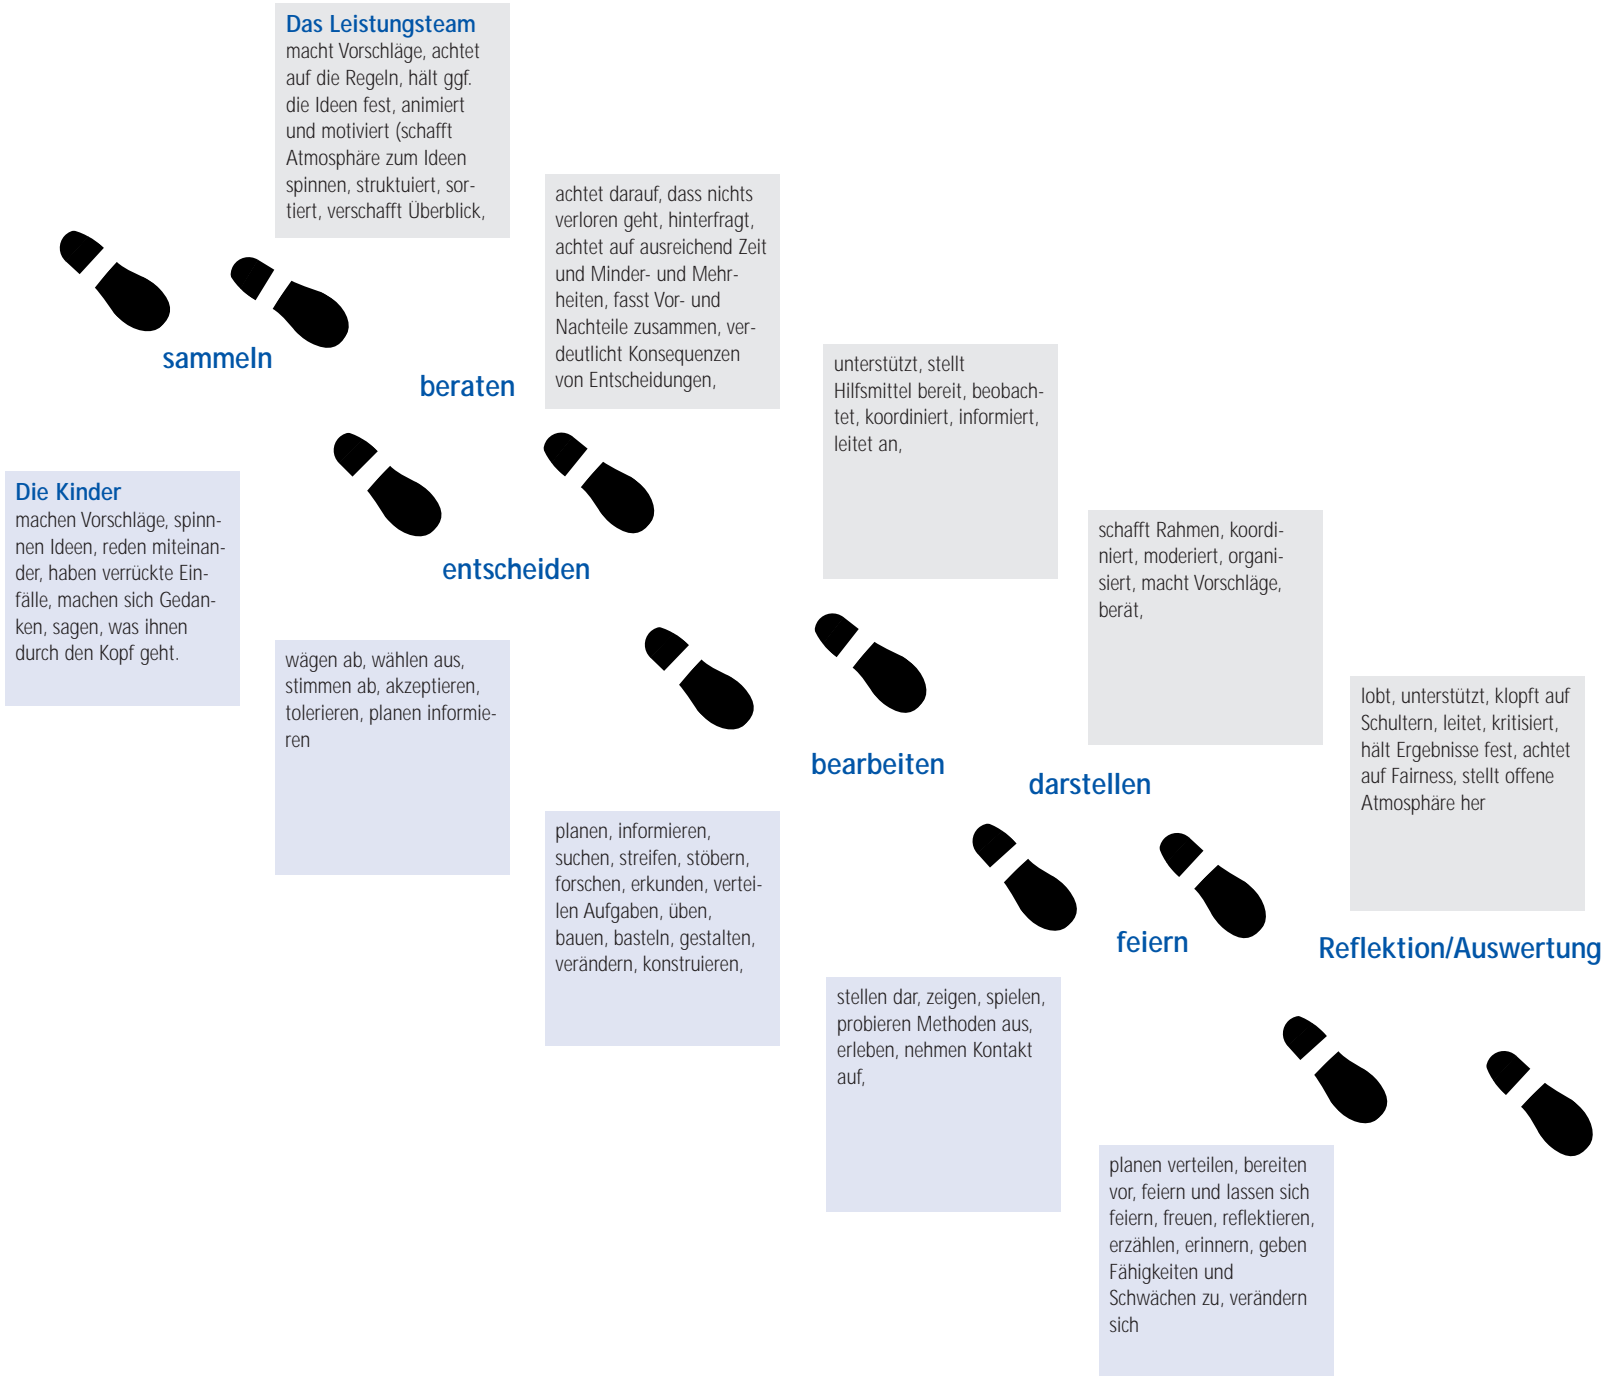 Das Leistungsteam
macht Vorschläge, achtet
auf die Regeln, hält ggf.
die Ideen fest, animiert
und motiviert (schafft
Atmosphäre zum Ideen
spinnen, struktuiert, sor-
tiert, verschafft Überblick,
achtet darauf, dass nichts
verloren geht, hinterfragt,
achtet auf ausreichend Zeit
und Minder- und Mehr-
heiten, fasst Vor- und
Nachteile zusammen, ver-
deutlicht Konsequenzen
von Entscheidungen,
sammeln
beraten
unterstützt, stellt
Hilfsmittel bereit, beobach-
tet, koordiniert, informiert,
leitet an,
Die Kinder
machen Vorschläge, spinn-
nen Ideen, reden miteinan-
der, haben verrückte Ein-
fälle, machen sich Gedan-
ken, sagen, was ihnen
durch den Kopf geht.
entscheiden
schafft Rahmen, koordi-
niert, moderiert, organi-
siert, macht Vorschläge,
berät,
wägen ab, wählen aus,
stimmen ab, akzeptieren,
tolerieren, planen informie-
ren
lobt, unterstützt, klopft auf
Schultern, leitet, kritisiert,
hält Ergebnisse fest, achtet
auf Fairness, stellt offene
Atmosphäre her
bearbeiten
darstellen
planen, informieren,
suchen, streifen, stöbern,
forschen, erkunden, vertei-
len Aufgaben, üben,
bauen, basteln, gestalten,
verändern, konstruieren,
feiern
Reflektion/Auswertung
stellen dar, zeigen, spielen,
probieren Methoden aus,
erleben, nehmen Kontakt
auf,
planen verteilen, bereiten
vor, feiern und lassen sich
feiern, freuen, reflektieren,
erzählen, erinnern, geben
Fähigkeiten und
Schwächen zu, verändern
sich